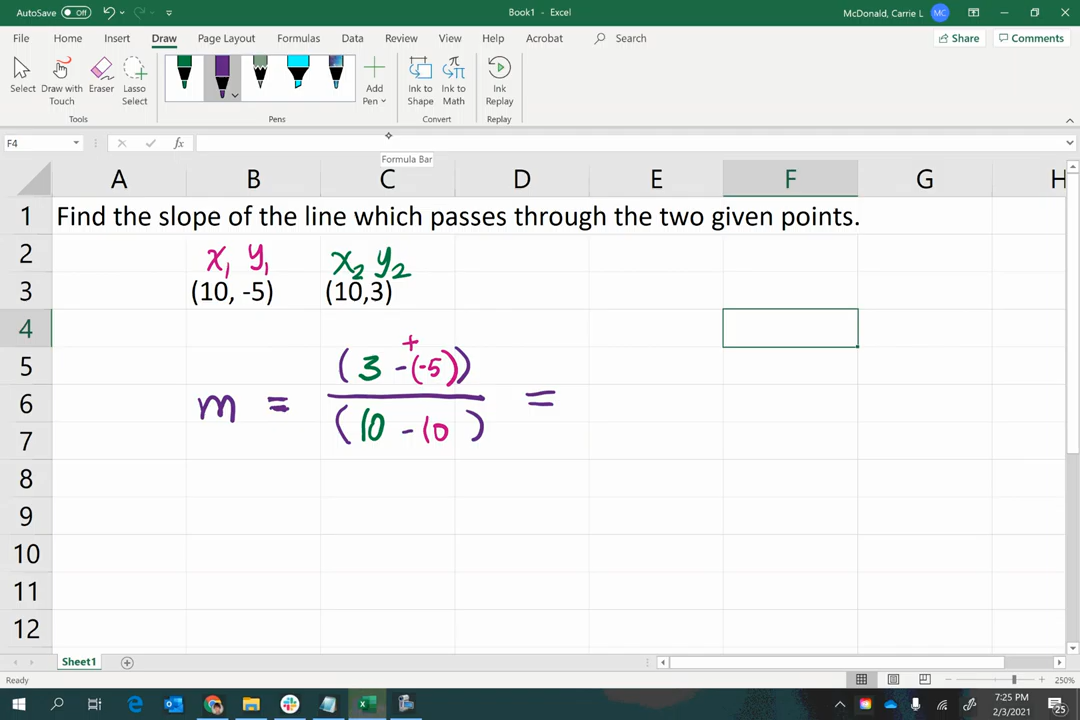 AutoSave Off Book1 - Excel McDonald, Carrie L MC
File Home Insert Draw Page Layout Formulas Data Review View Help Acrobat Search Share Comments
Select Draw with Touch Eraser Lasso Select Add Pen Ink to Shape Ink to Math Ink Replay
Tools Pens Convert Replay
F4 fx
Formula Bar
A B C D E F G H
1 Find the slope of the line which passes through the two given points.
2 x₁ y₁ x₂ y₂
3 (10, -5) (10,3)
4 +
5 (3 -(-5))
6 m = =
7 (10 - 10)
8
9
10
11
12
Sheet1
Ready 250%
7:25 PM
2/3/2021
25